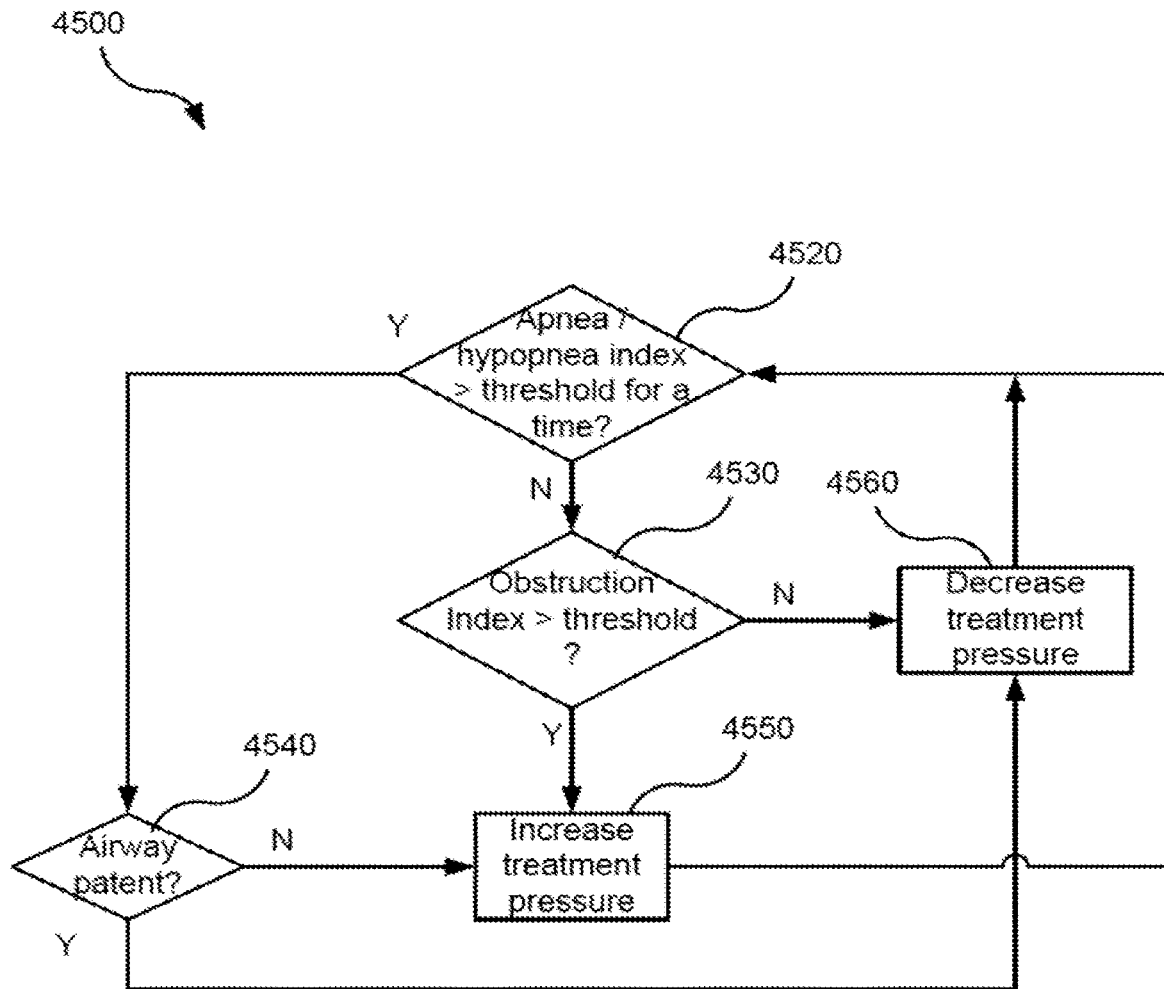 4500
4520
Y
Apnea /
hypopnea index
> threshold for a
time?
N
4530
4560
Obstruction
Index > threshold
?
N
Decrease
treatment
pressure
Y
4540
4550
Airway
patent?
N
Increase
treatment
pressure
Y